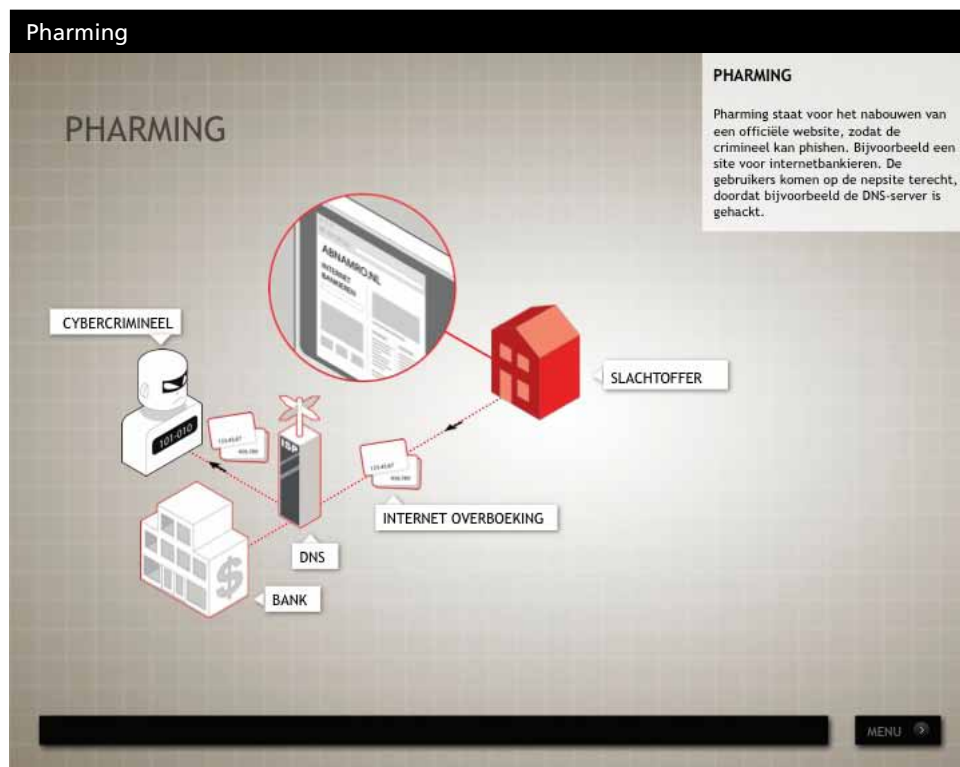 Pharming
PHARMING
PHARMING
Pharming staat voor het nabouwen van
een officiële website, zodat de
crimineel kan phishen. Bijvoorbeeld een
site voor internetbankieren. De
gebruikers komen op de nepsite terecht,
doordat bijvoorbeeld de DNS-server is
gehackt.
ABNAMRO.NL
INTERNET
BANKIEREN
CYBERCRIMINEEL
SLACHTOFFER
101-010
ISP
INTERNET OVERBOEKING
DNS
BANK
$
MENU